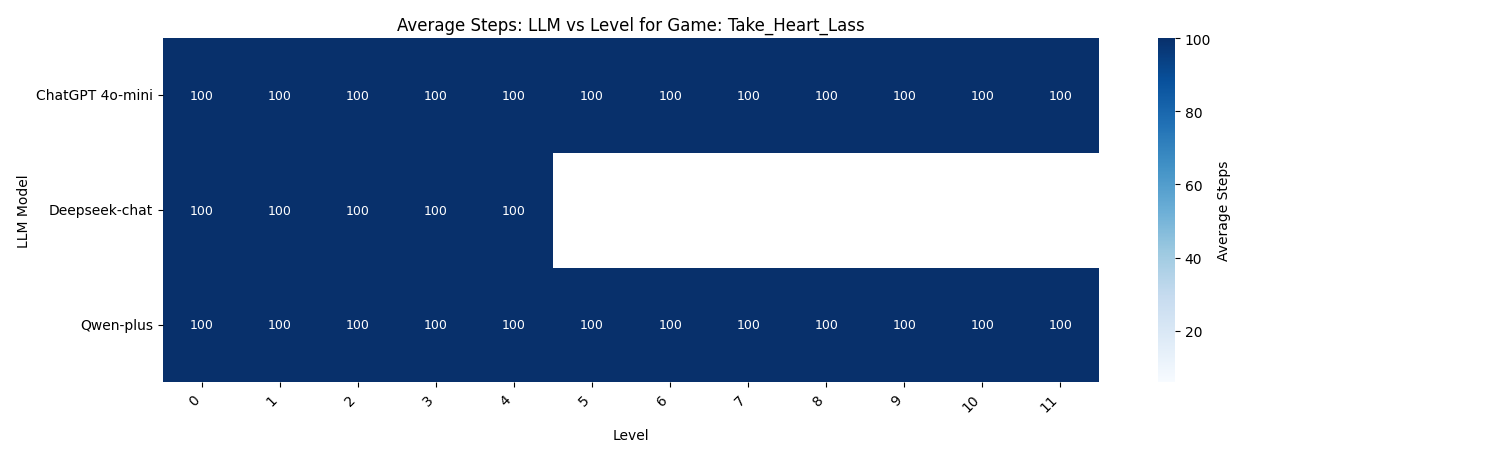 Average Steps: LLM vs Level for Game: Take_Heart_Lass
LLM Model
ChatGPT 4o-mini
100 100 100 100 100 100 100 100 100 100 100 100
Deepseek-chat
100 100 100 100 100
Qwen-plus
100 100 100 100 100 100 100 100 100 100 100 100
0 1 2 3 4 5 6 7 8 9 10 11
Level
100
80
60
40
20
Average Steps